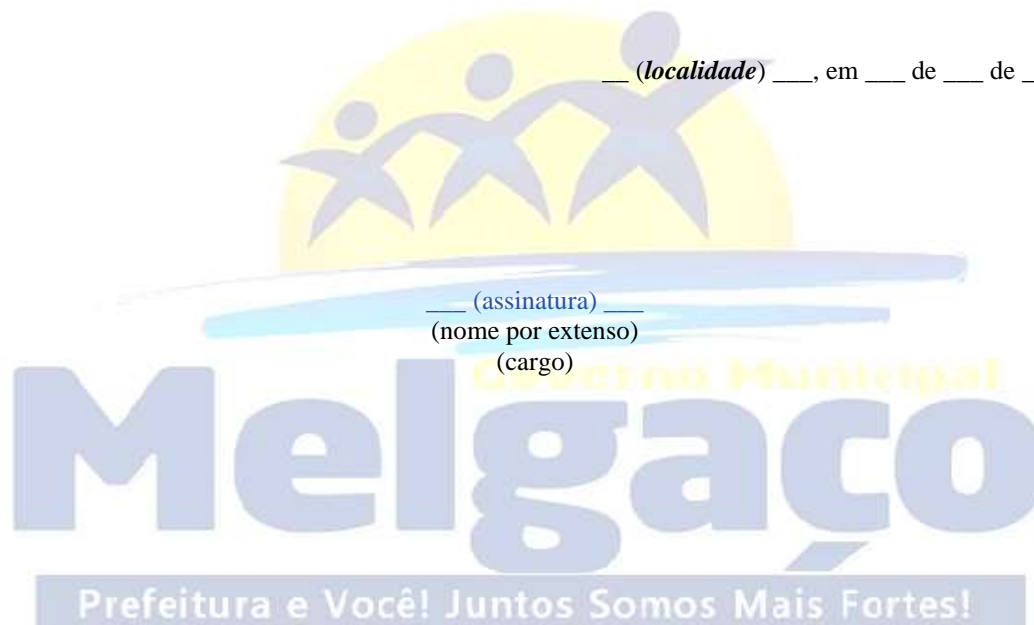 __ (localidade) ___, em ___ de ___ de _
___ (assinatura) ___
(nome por extenso)
(cargo)
Governo Municipal
Melgaço
Prefeitura e Você! Juntos Somos Mais Fortes!